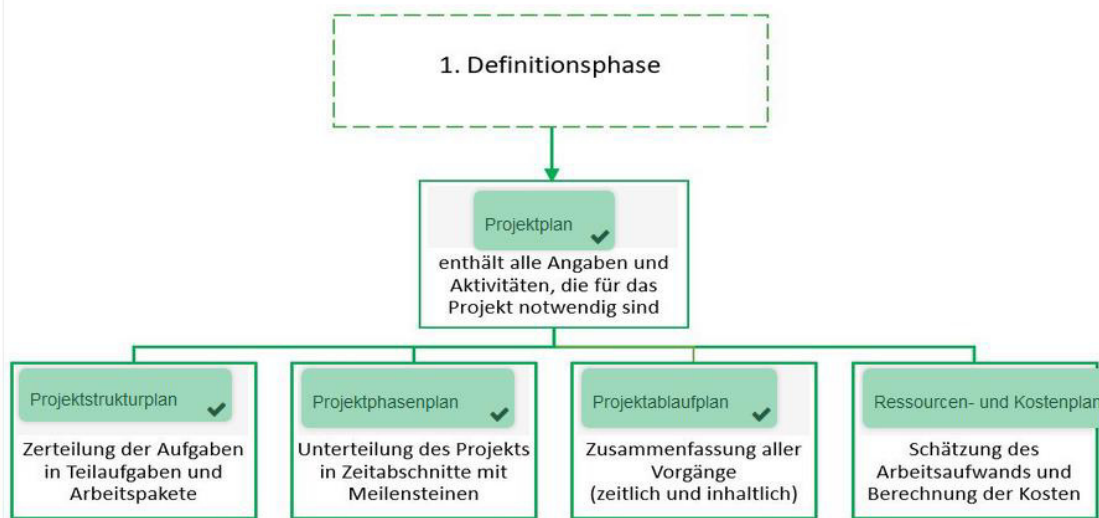 1. Definitionsphase
Projektplan
enthält alle Angaben und
Aktivitäten, die für das
Projekt notwendig sind
Projektstrukturplan
Zerteilung der Aufgaben
in Teilaufgaben und
Arbeitspakete
Projektphasenplan
Unterteilung des Projekts
in Zeitabschnitte mit
Meilensteinen
Projektablaufplan
Zusammenfassung aller
Vorgänge
(zeitlich und inhaltlich)
Ressourcen- und Kostenplan
Schätzung des
Arbeitsaufwands und
Berechnung der Kosten